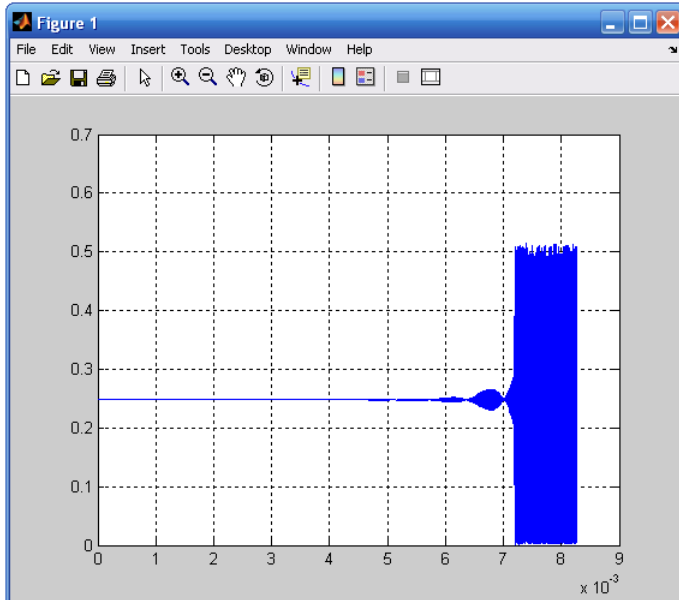 Figure 1
File Edit View Insert Tools Desktop Window Help
0.7
0.6
0.5
0.4
0.3
0.2
0.1
0
0 1 2 3 4 5 6 7 8 9
x 10⁻³